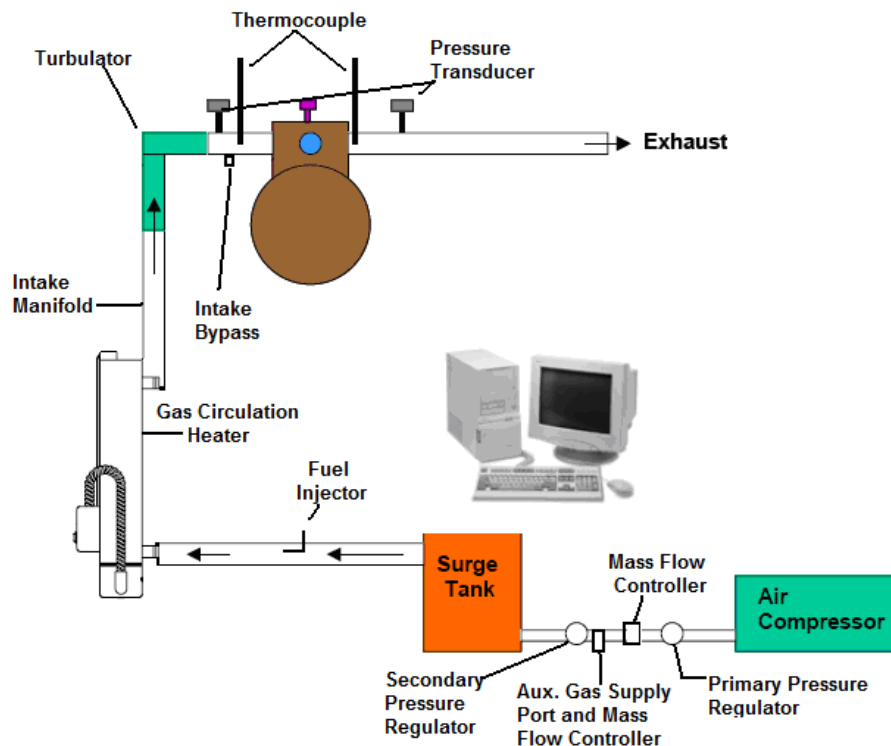 Thermocouple
Turbulator
Pressure
Transducer
Exhaust
Intake
Manifold
Intake
Bypass
Gas Circulation
Heater
Fuel
Injector
Surge
Tank
Mass Flow
Controller
Air
Compressor
Secondary
Pressure
Regulator
Aux. Gas Supply
Port and Mass
Flow Controller
Primary Pressure
Regulator